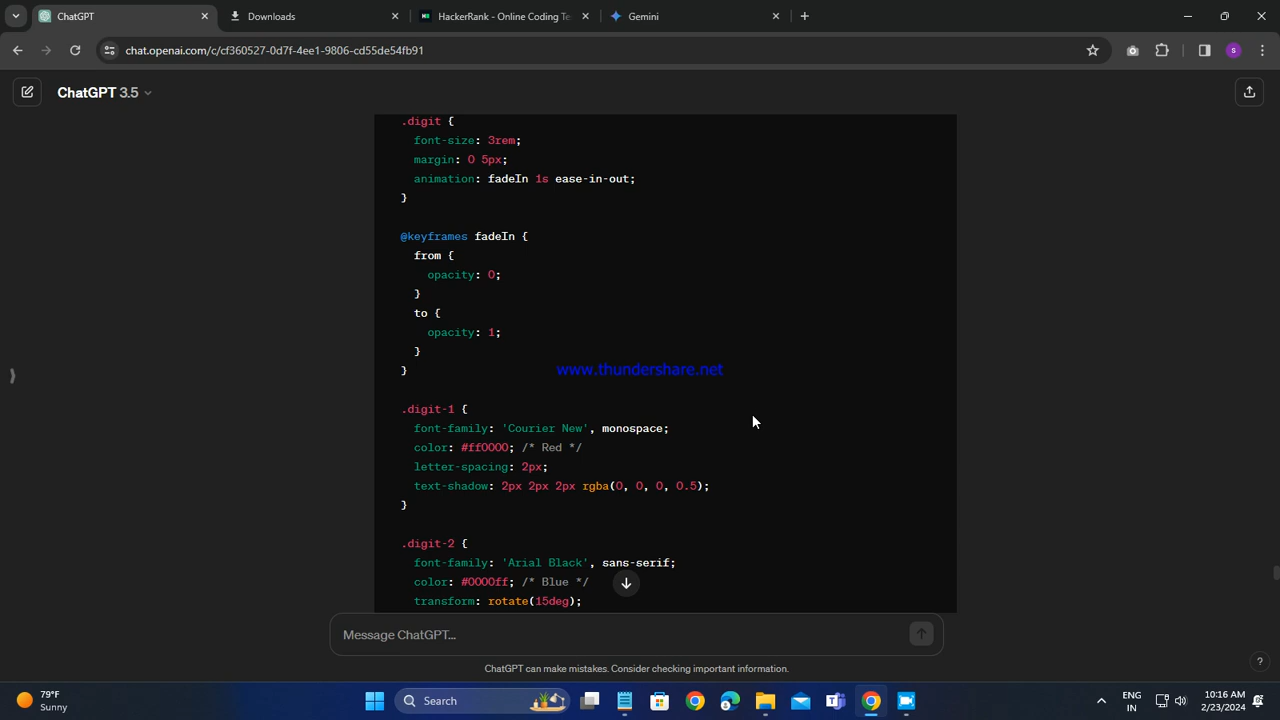 ChatGPT
Downloads
HackerRank - Online Coding Te
Gemini
chat.openai.com/c/cf360527-0d7f-4ee1-9806-cd55de54fb91
S
ChatGPT 3.5
.digit {
font-size: 3rem;
margin: 0 5px;
animation: fadeIn 1s ease-in-out;
}
@keyframes fadeIn {
from {
opacity: 0;
}
to {
opacity: 1;
}
}
www.thundershare.net
.digit-1 {
font-family: 'Courier New', monospace;
color: #ff0000; /* Red */
letter-spacing: 2px;
text-shadow: 2px 2px 2px rgba(0, 0, 0, 0.5);
}
.digit-2 {
font-family: 'Arial Black', sans-serif;
color: #0000ff; /* Blue */
transform: rotate(15deg);
Message ChatGPT...
ChatGPT can make mistakes. Consider checking important information.
?
79°F
Sunny
Search
ENG
IN
10:16 AM
2/23/2024